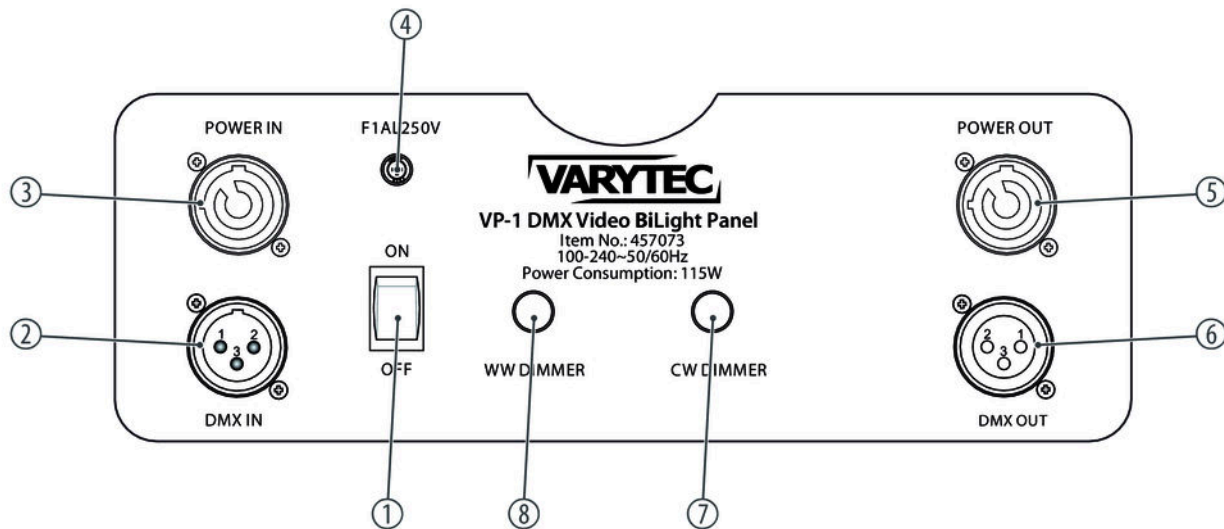 ④
POWER IN
F1AL250V
POWER OUT
③
VARYTEC
⑤
VP-1 DMX Video BiLight Panel
Item No.: 457073
100-240~50/60Hz
Power Consumption: 115W
ON
②
1 2
3
2 1
3
⑥
OFF
WW DIMMER
CW DIMMER
DMX IN
DMX OUT
①
⑧
⑦